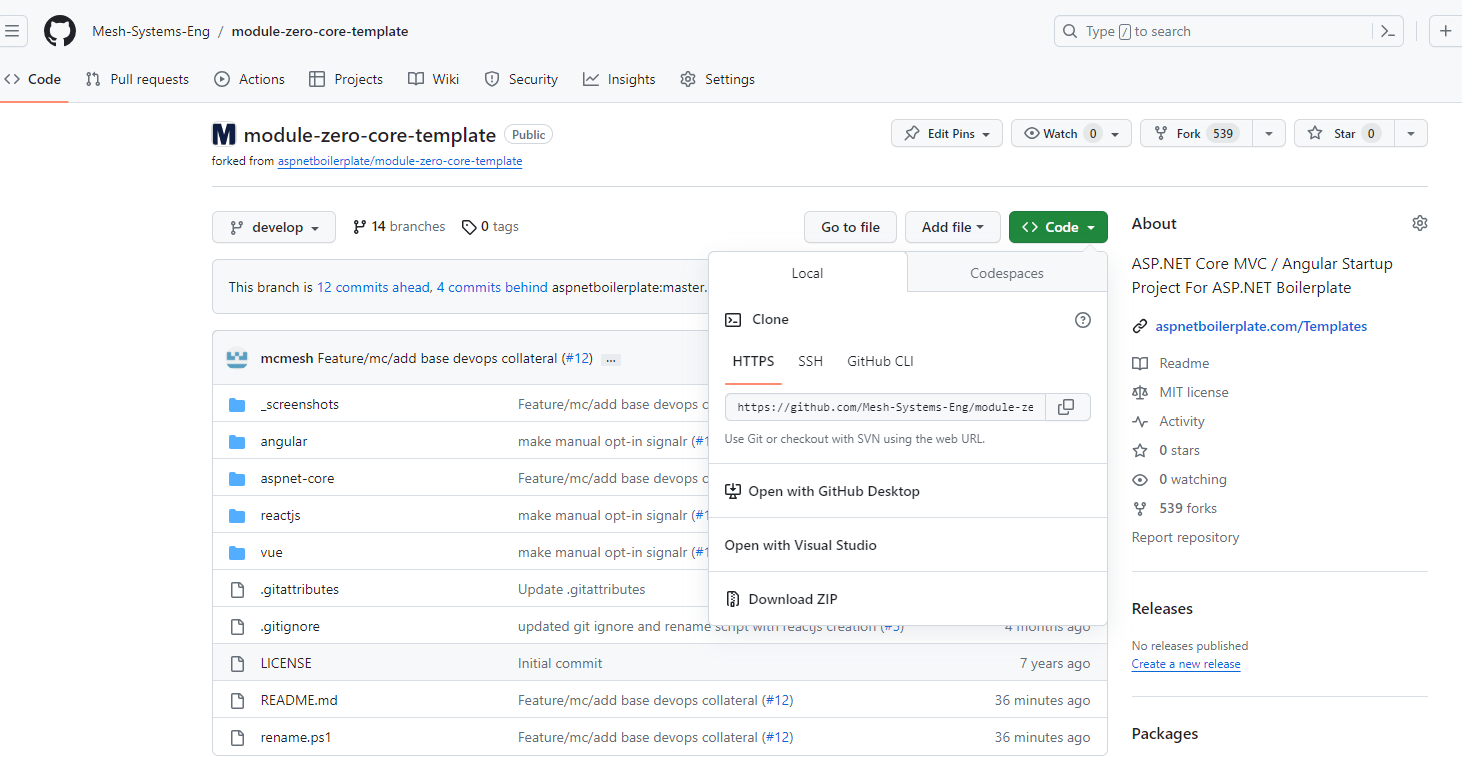 Mesh-Systems-Eng / module-zero-core-template
Type / to search
Code
Pull requests
Actions
Projects
Wiki
Security
Insights
Settings
M module-zero-core-template Public
Edit Pins
Watch 0
Fork 539
Star 0
forked from aspnetboilerplate/module-zero-core-template
develop
14 branches
0 tags
Go to file
Add file
<> Code
This branch is 12 commits ahead, 4 commits behind aspnetboilerplate:master.
mcmesh Feature/mc/add base devops collateral (#12) ...
_screenshots Feature/mc/add base devops
angular make manual opt-in signalr
aspnet-core Feature/mc/add base devops
reactjs make manual opt-in signalr
vue make manual opt-in signalr
.gitattributes Update .gitattributes
.gitignore updated git ignore and rename script with reactjs creation 4 months ago
LICENSE Initial commit 7 years ago
README.md Feature/mc/add base devops collateral (#12) 36 minutes ago
rename.ps1 Feature/mc/add base devops collateral (#12) 36 minutes ago
Local
Codespaces
Clone
HTTPS
SSH
GitHub CLI
https://github.com/Mesh-Systems-Eng/module-ze
Use Git or checkout with SVN using the web URL.
Open with GitHub Desktop
Open with Visual Studio
Download ZIP
About
ASP.NET Core MVC / Angular Startup
Project For ASP.NET Boilerplate
aspnetboilerplate.com/Templates
Readme
MIT license
Activity
0 stars
0 watching
539 forks
Report repository
Releases
No releases published
Create a new release
Packages